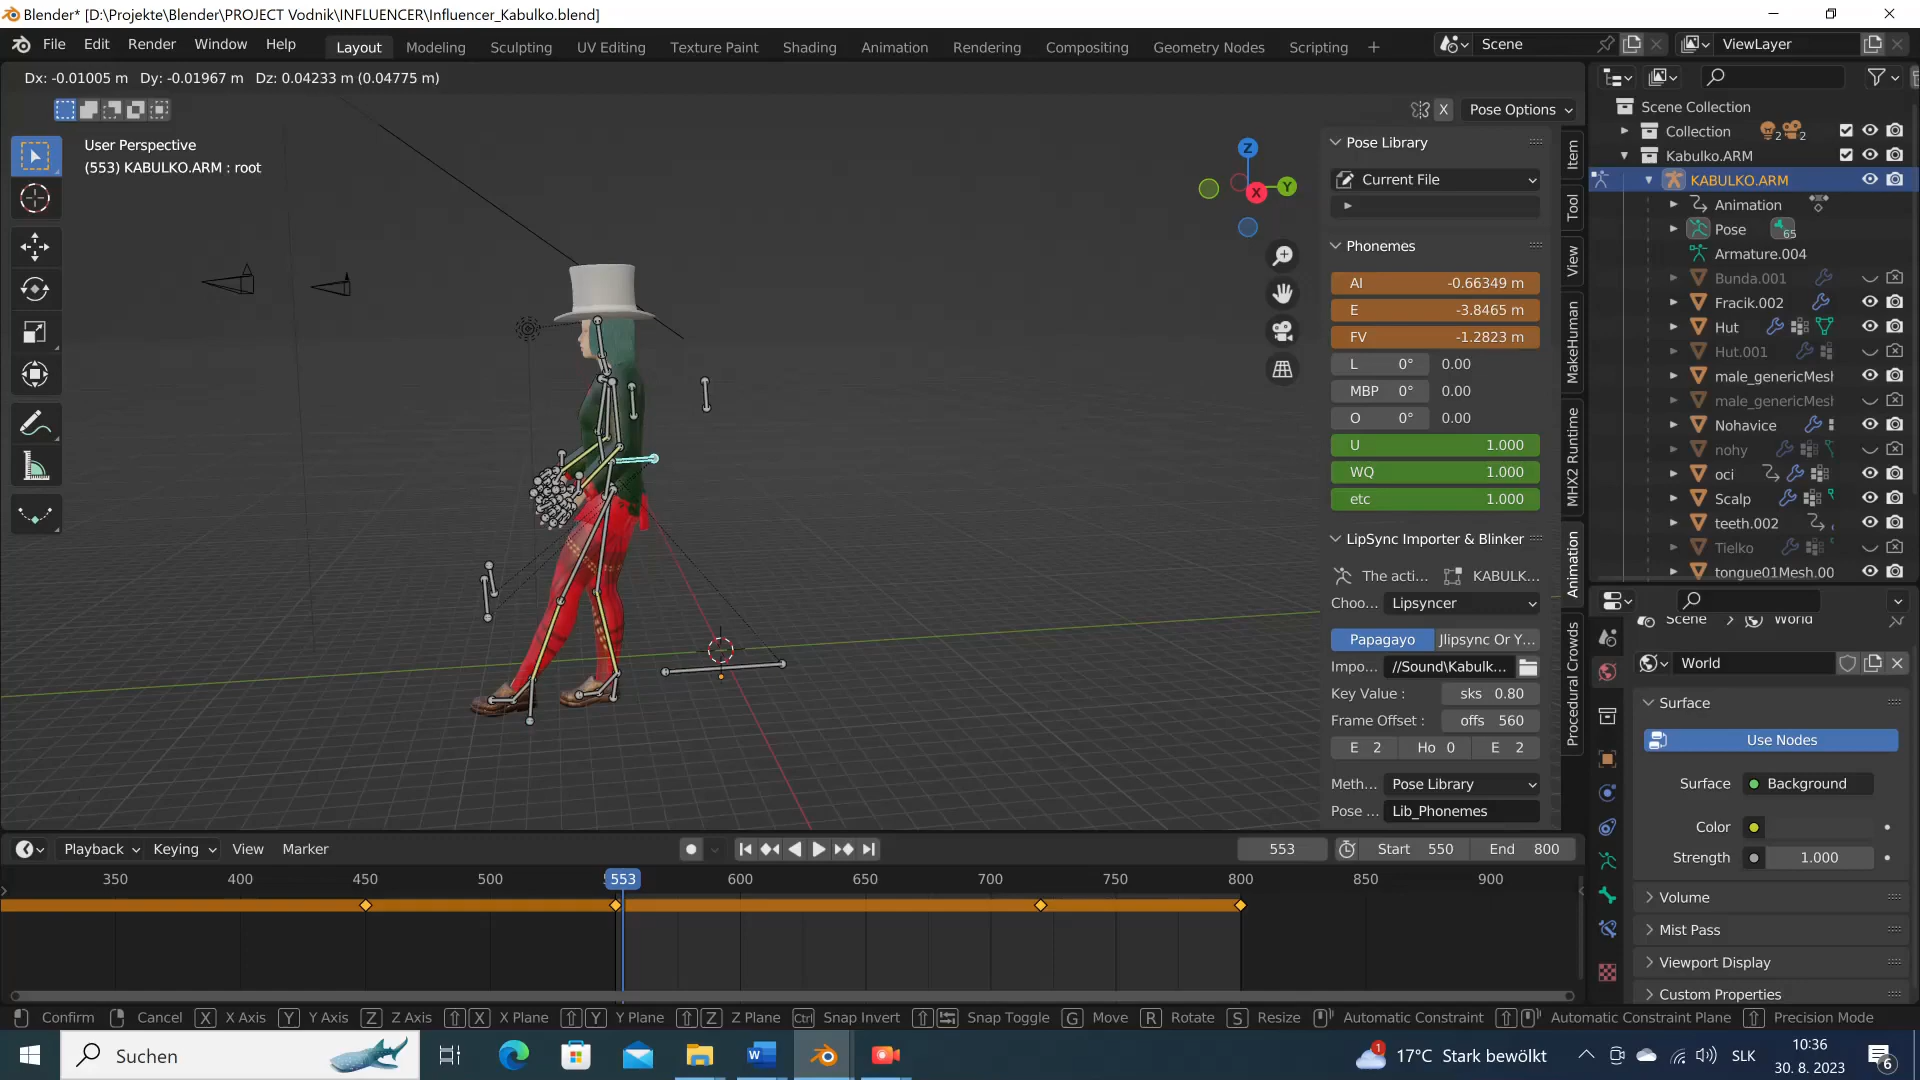 Blender* [D:\Projekte\Blender\PROJECT Vodnik\INFLUENCER\Influencer_Kabulko.blend]
File Edit Render Window Help Layout Modeling Sculpting UV Editing Texture Paint Shading Animation Rendering Compositing Geometry Nodes Scripting + Scene ViewLayer
Dx: -0.01005 m Dy: -0.01967 m Dz: 0.04233 m (0.04775 m)
X Pose Options
User Perspective
(553) KABULKO.ARM : root
Z
Y
X
Pose Library
Current File
Phonemes
AI -0.66349 m
E -3.8465 m
FV -1.2823 m
L 0° 0.00
MBP 0° 0.00
O 0° 0.00
U 1.000
WQ 1.000
etc 1.000
LipSync Importer & Blinker
The acti... KABULK...
Choo... Lipsyncer
Papagayo Jlipsync Or Y...
Impo... //Sound\Kabulk...
Key Value : sks 0.80
Frame Offset : offs 560
E 2 Ho 0 E 2
Meth... Pose Library
Pose ... Lib_Phonemes
Item
Tool
View
MakeHuman
MHX2 Runtime
Animation
Procedural Crowds
Scene Collection
Collection 2 2
Kabulko.ARM
KABULKO.ARM
Animation
Pose 65
Armature.004
Bunda.001
Fracik.002
Hut
Hut.001
male_genericMesh
male_genericMesh
Nohavice
nohy
oci
Scalp
teeth.002
Tielko
tongue01Mesh.00
Scene World
World
Surface
Use Nodes
Surface Background
Color
Strength 1.000
Volume
Mist Pass
Viewport Display
Custom Properties
Playback Keying View Marker 553 Start 550 End 800
350 400 450 500 553 600 650 700 750 800 850 900
Confirm Cancel X X Axis Y Y Axis Z Z Axis X X Plane Y Y Plane Z Z Plane Ctrl Snap Invert Snap Toggle G Move R Rotate S Resize Automatic Constraint Automatic Constraint Plane Precision Mode
Suchen 1 17°C Stark bewölkt SLK 10:36
30. 8. 2023 6